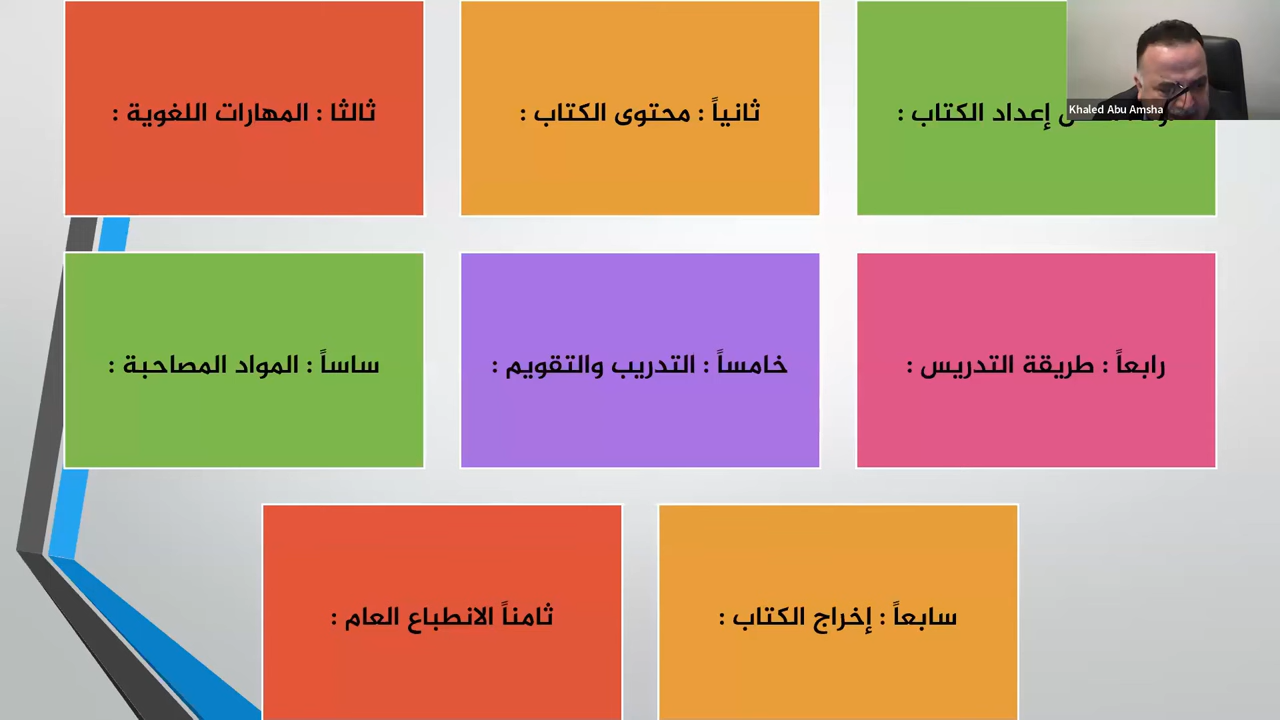 إعداد الكتاب :
Khaled Abu Amsha
ثانياً : محتوى الكتاب :
ثالثا : المهارات اللغوية :
رابعاً : طريقة التدريس :
خامساً : التدريب والتقويم :
ساساً : المواد المصاحبة :
سابعاً : إخراج الكتاب :
ثامناً الانطباع العام :